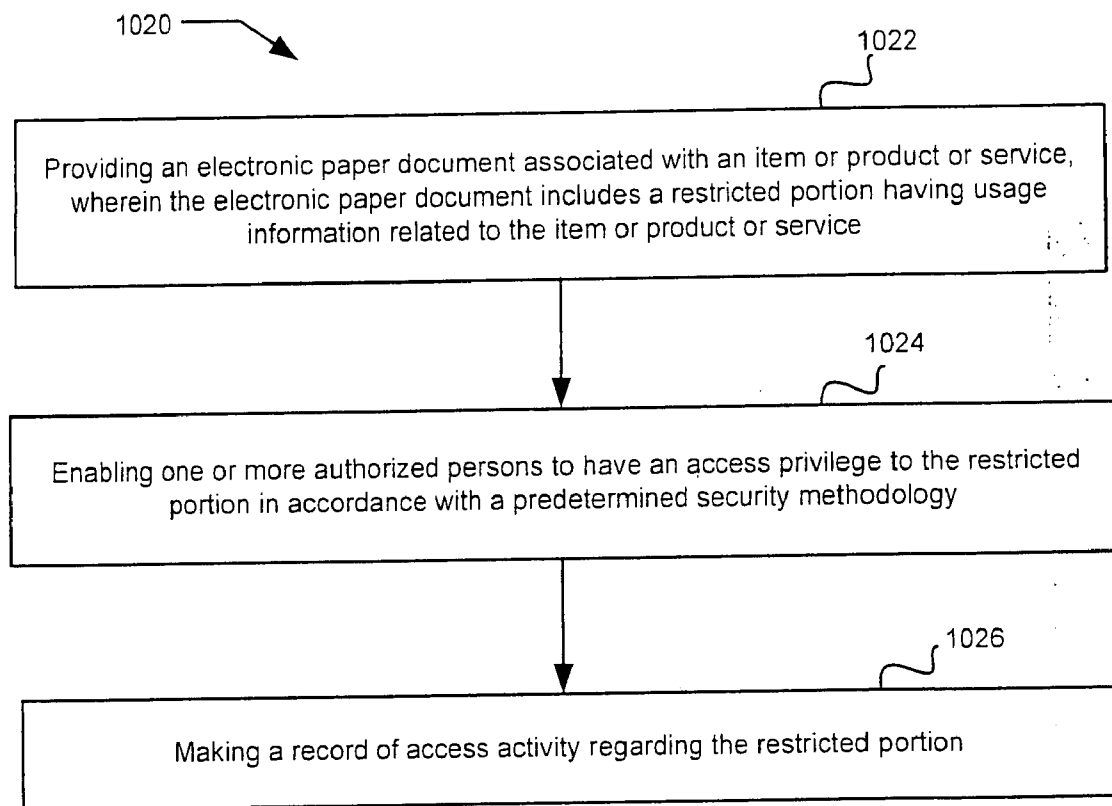 1020
1022
Providing an electronic paper document associated with an item or product or service,
wherein the electronic paper document includes a restricted portion having usage
information related to the item or product or service
1024
Enabling one or more authorized persons to have an access privilege to the restricted
portion in accordance with a predetermined security methodology
1026
Making a record of access activity regarding the restricted portion